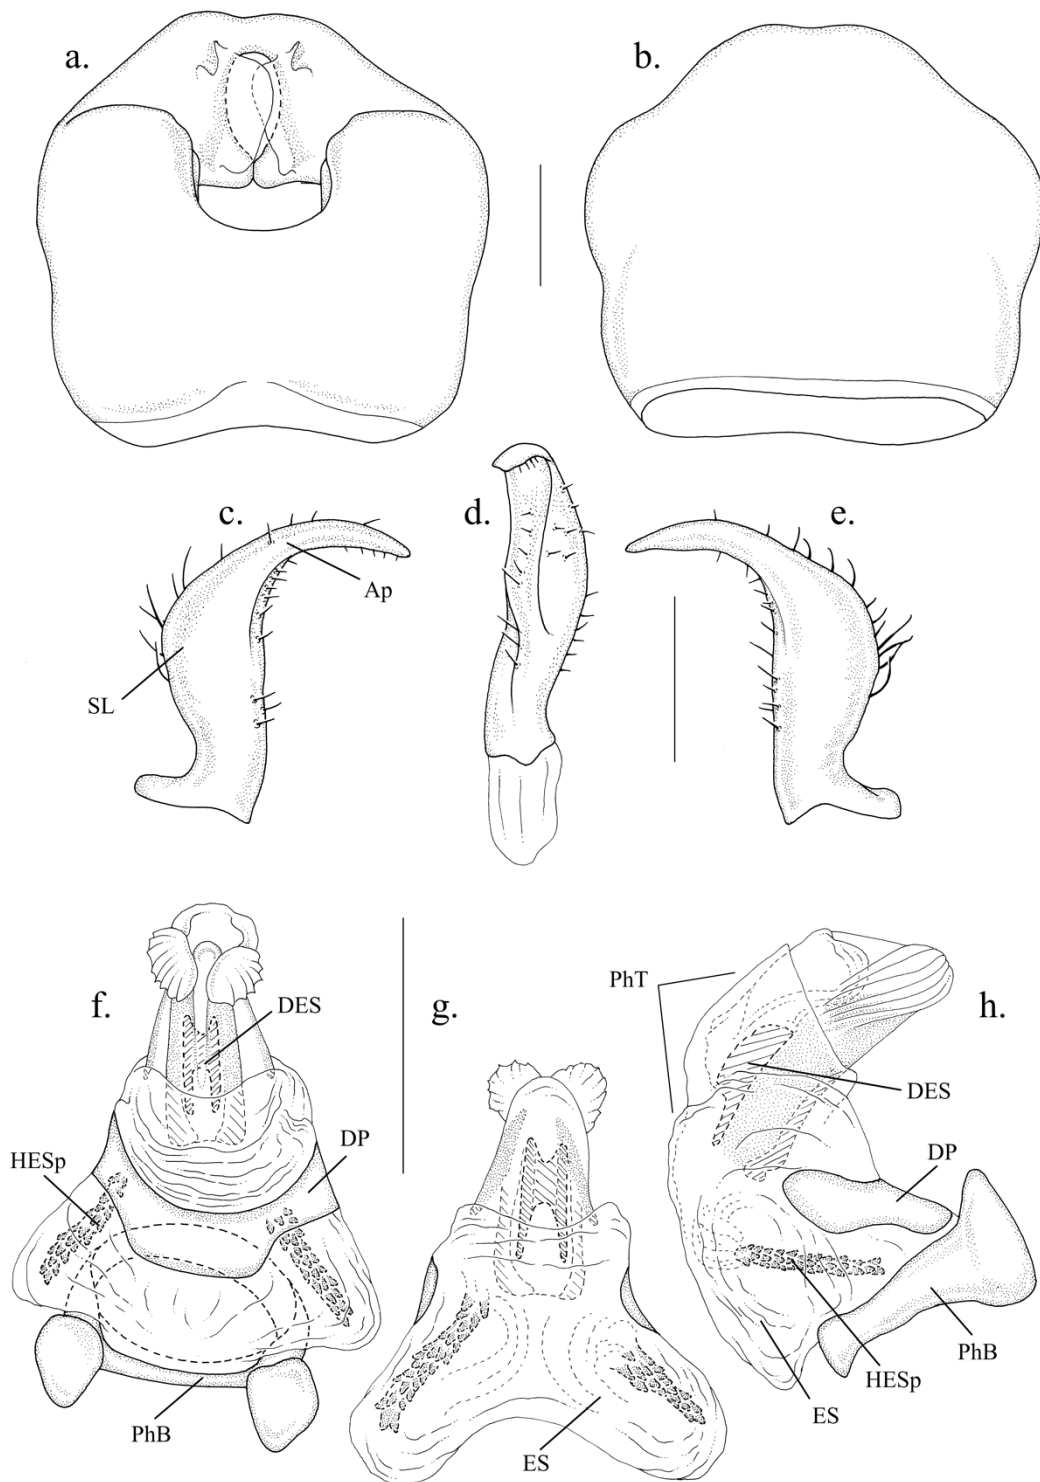 a.
b.
c.
Ap
SL
d.
e.
f.
DES
HESp
DP
PhB
g.
ES
PhT
h.
DES
DP
PhB
HESp
ES